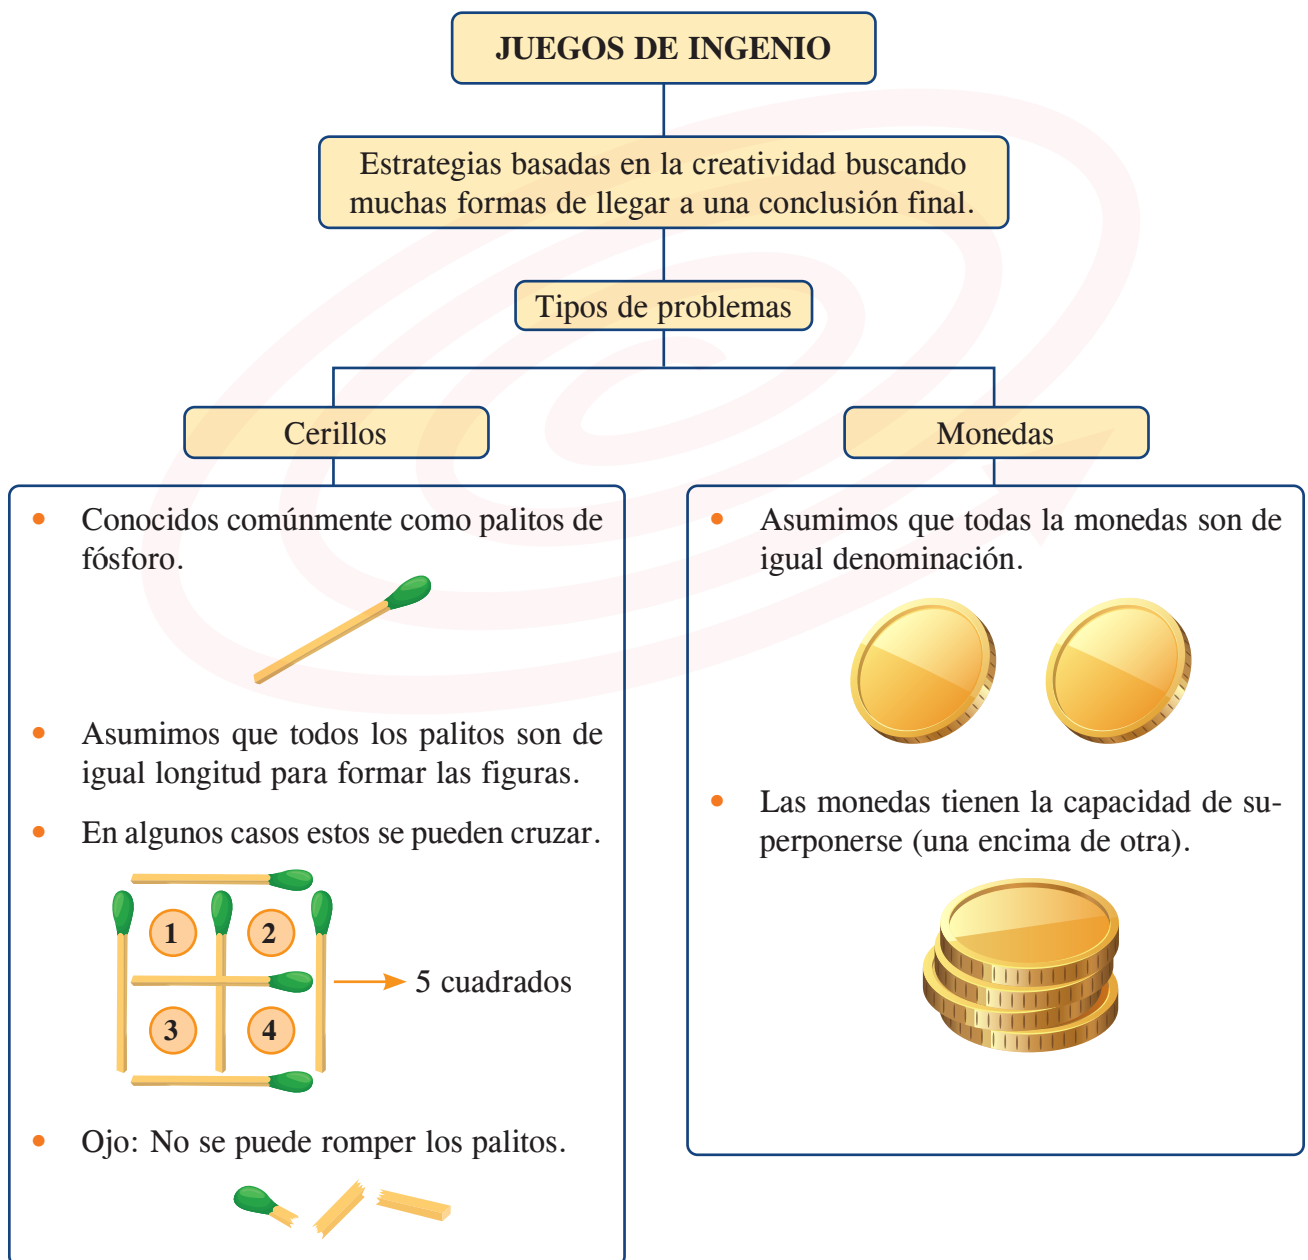 JUEGOS DE INGENIO
Estrategias basadas en la creatividad buscando
muchas formas de llegar a una conclusión final.
Tipos de problemas
Cerillos
• Conocidos comúnmente como palitos de
fósforo.
• Asumimos que todos los palitos son de
igual longitud para formar las figuras.
• En algunos casos estos se pueden cruzar.
1 2
5 cuadrados
3 4
• Ojo: No se puede romper los palitos.
Monedas
• Asumimos que todas la monedas son de
igual denominación.
• Las monedas tienen la capacidad de su-
perponerse (una encima de otra).